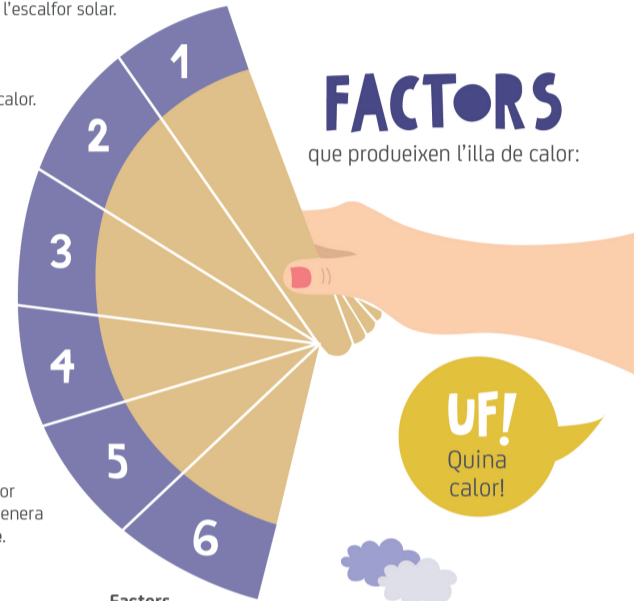 l'escalfor solar.
calor.
FACTORS
que produeixen l'illa de calor:
1
2
3
4
5
6
UF!
Quina
calor!
or
enera
Factors